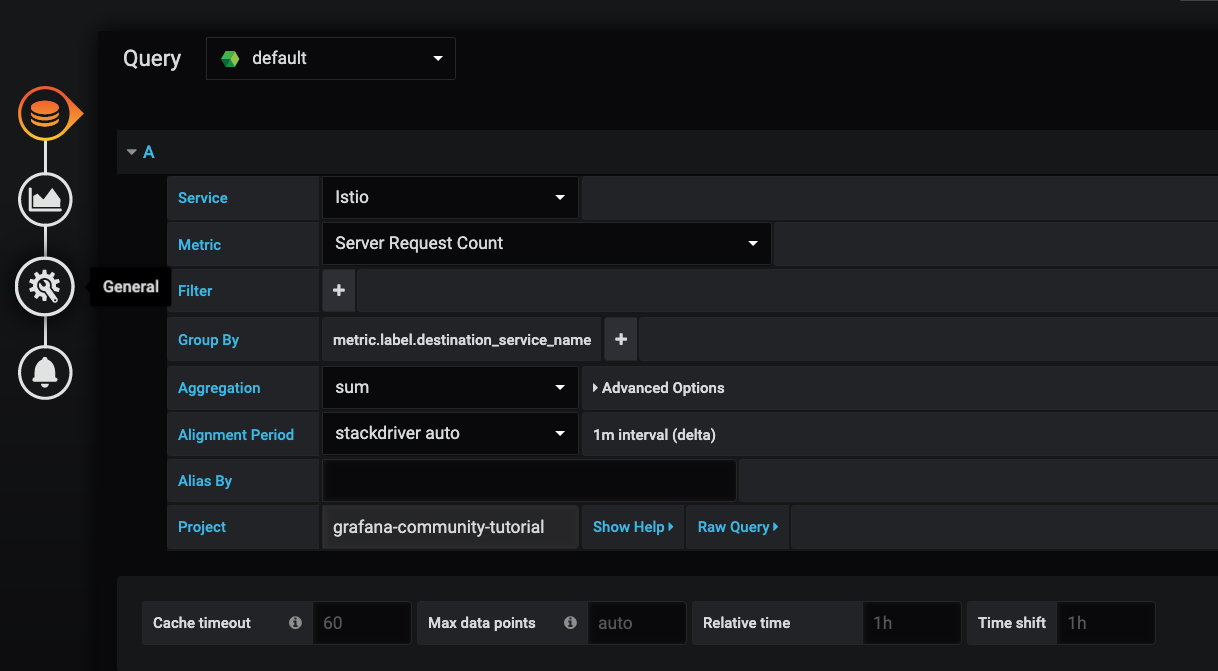 Query default
A
Service Istio
Metric Server Request Count
General
Filter +
Group By metric.label.destination_service_name +
Aggregation sum Advanced Options
Alignment Period stackdriver auto 1m interval (delta)
Alias By
Project grafana-community-tutorial Show Help Raw Query
Cache timeout 60 Max data points auto Relative time 1h Time shift 1h